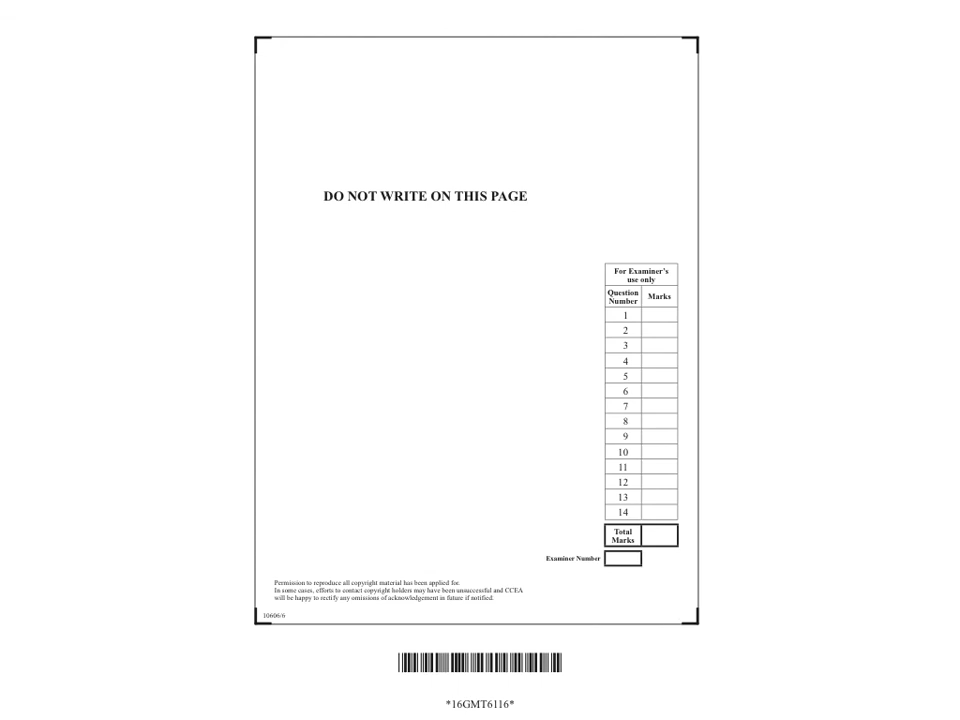 DO NOT WRITE ON THIS PAGE
For Examiner's
use only
Question
Number
Marks
1
2
3
4
5
6
7
8
9
10
11
12
13
14
Total
Marks
Examiner Number
Permission to reproduce all copyright material has been applied for.
In some cases, efforts to contact copyright holders may have been unsuccessful and CCEA
will be happy to rectify any omissions of acknowledgement in future if notified.
10606/6
*16GMT6116*